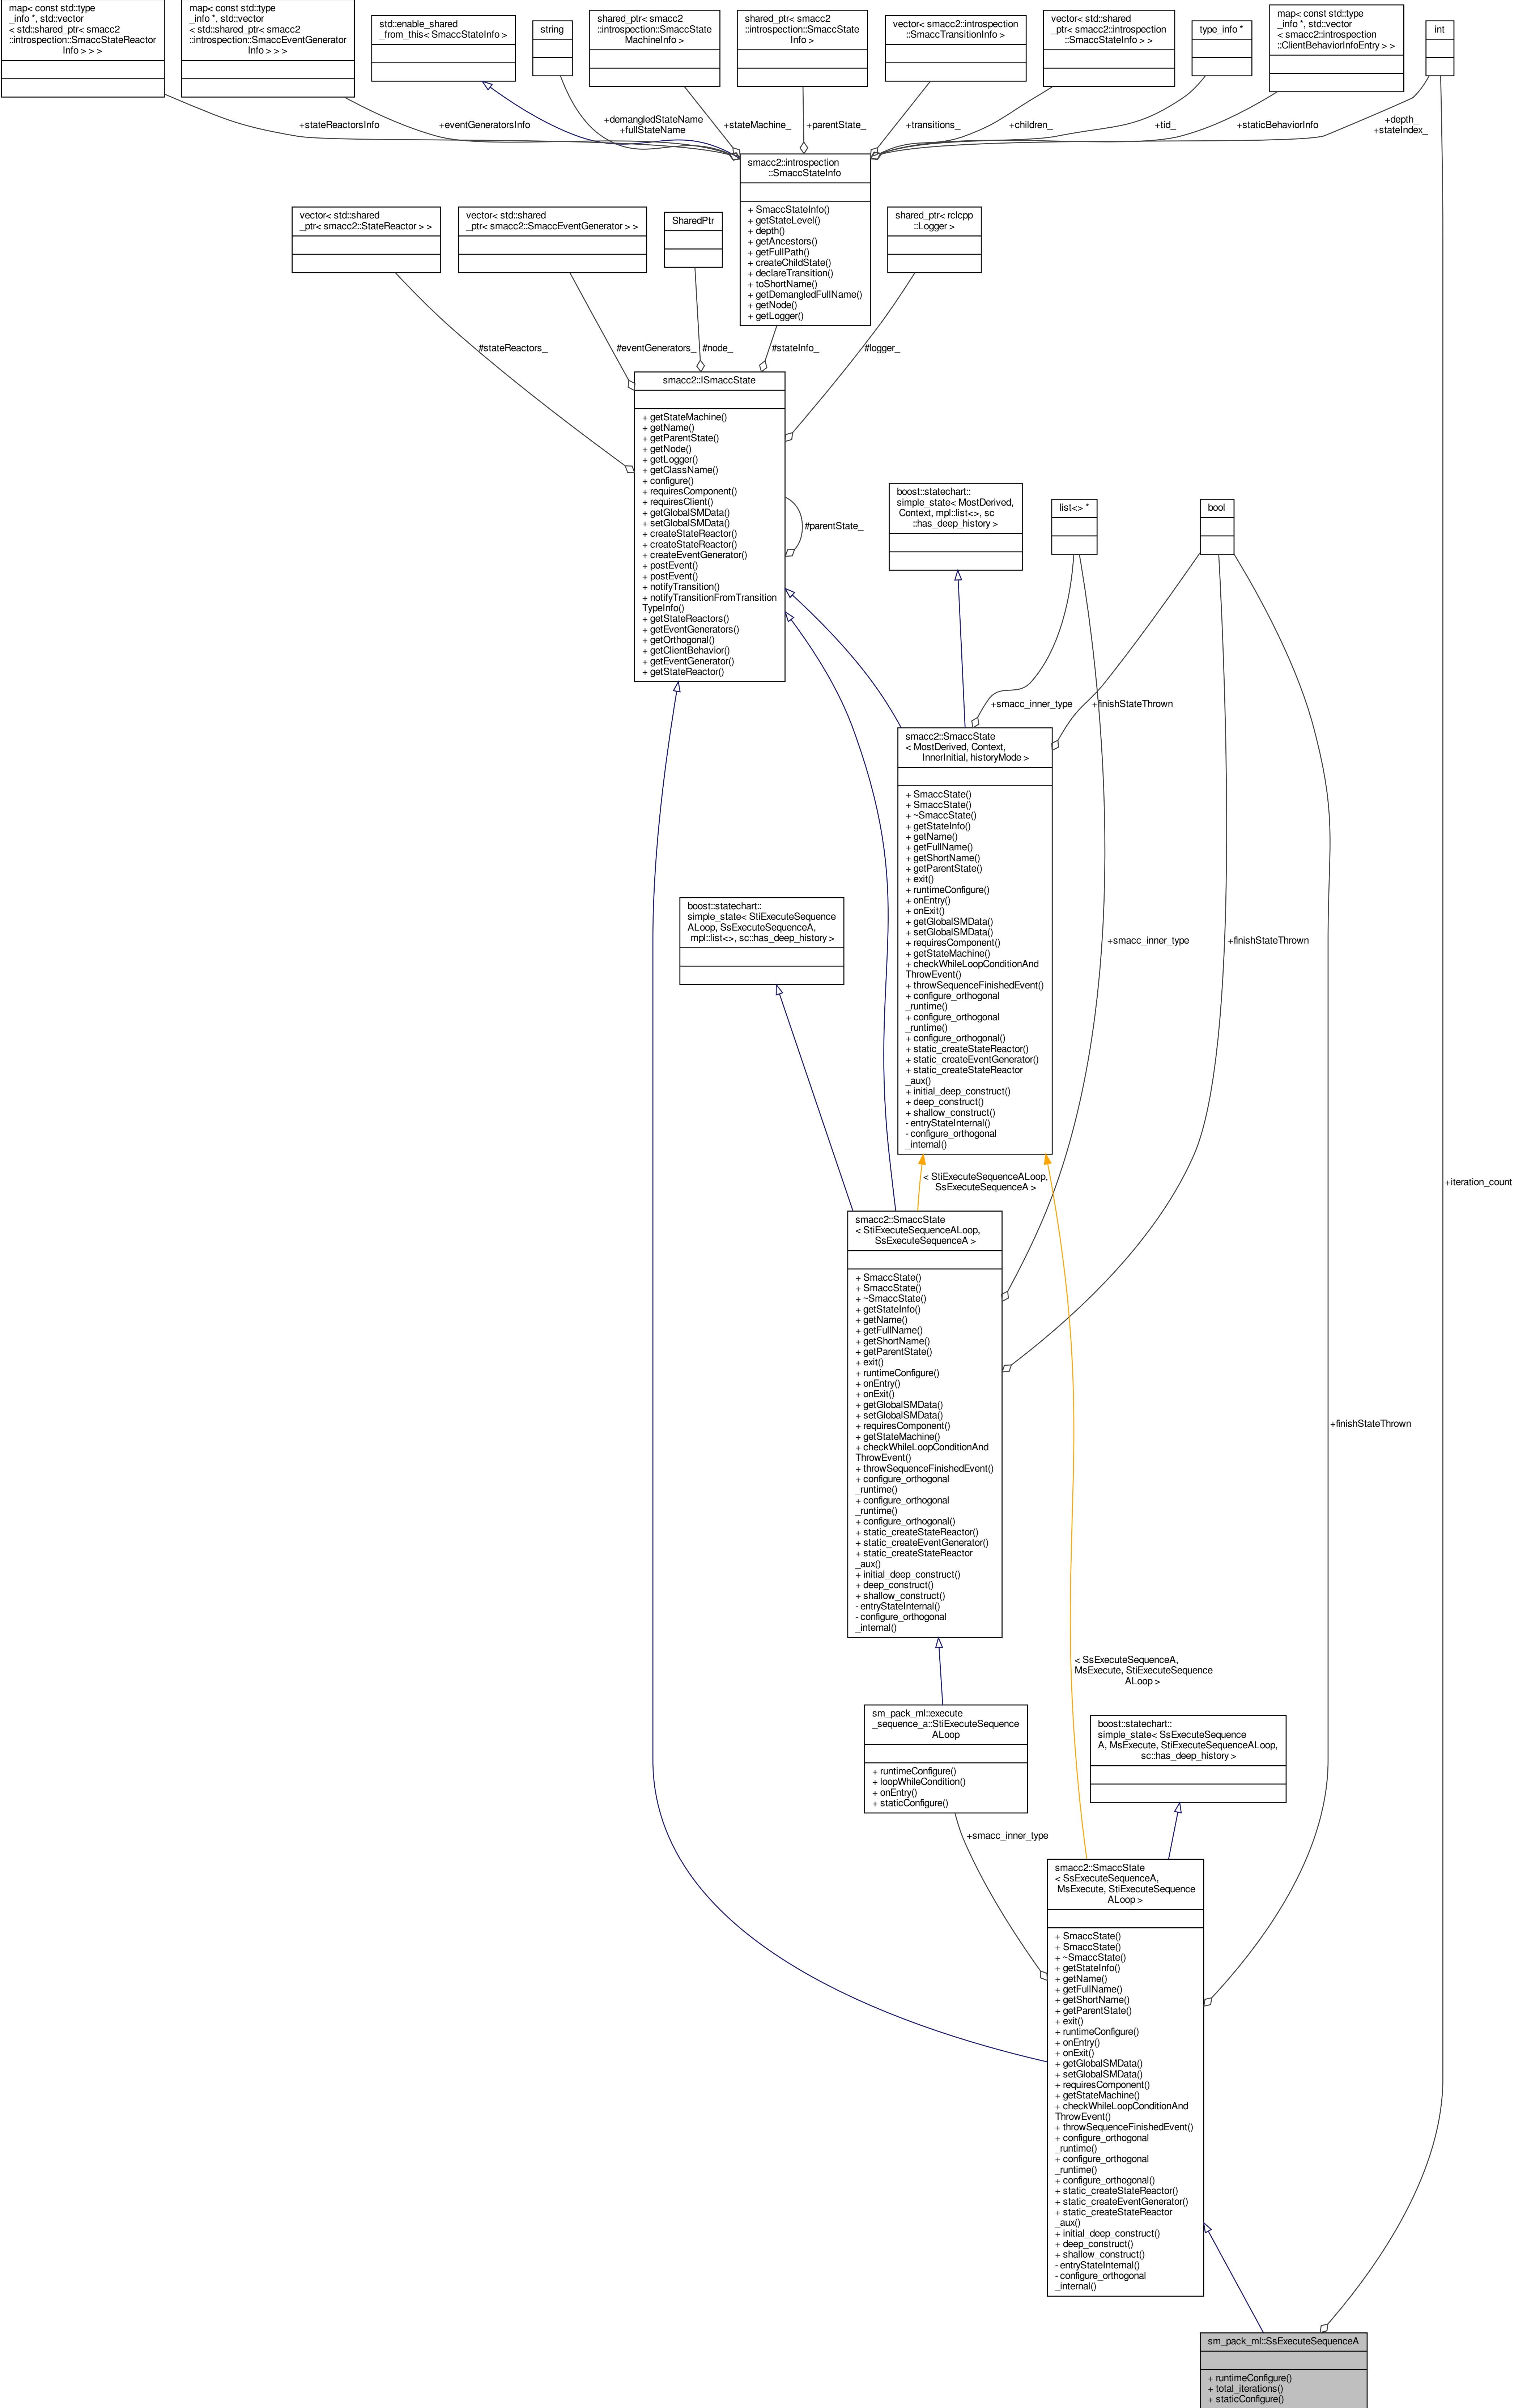 map< const std::type
_info *, std::vector
< std::shared_ptr< smacc2
::introspection::SmaccStateReactor
Info > > >
map< const std::type
_info *, std::vector
< std::shared_ptr< smacc2
::introspection::SmaccEventGenerator
Info > > >
std::enable_shared
_from_this< SmaccStateInfo >
string
shared_ptr< smacc2
::introspection::SmaccState
MachineInfo >
shared_ptr< smacc2
::introspection::SmaccState
Info >
vector< smacc2::introspection
::SmaccTransitionInfo >
vector< std::shared
_ptr< smacc2::introspection
::SmaccStateInfo > >
type_info *
map< const std::type
_info *, std::vector
< smacc2::introspection
::ClientBehaviorInfoEntry > >
int
+stateReactorsInfo
+eventGeneratorsInfo
+demangledStateName
+fullStateName
+stateMachine_
+parentState_
+transitions_
+children_
+tid_
+staticBehaviorInfo
+depth_
+stateIndex_
smacc2::introspection
::SmaccStateInfo
+ SmaccStateInfo()
+ getStateLevel()
+ depth()
+ getAncestors()
+ getFullPath()
+ createChildState()
+ declareTransition()
+ toShortName()
+ getDemangledFullName()
+ getNode()
+ getLogger()
vector< std::shared
_ptr< smacc2::StateReactor > >
vector< std::shared
_ptr< smacc2::SmaccEventGenerator > >
SharedPtr
shared_ptr< rclcpp
::Logger >
#stateReactors_
#eventGenerators_
#node_
#stateInfo_
#logger_
smacc2::ISmaccState
+ getStateMachine()
+ getName()
+ getParentState()
+ getNode()
+ getLogger()
+ getClassName()
+ configure()
+ requiresComponent()
+ requiresClient()
+ getGlobalSMData()
+ setGlobalSMData()
+ createStateReactor()
+ createStateReactor()
+ createEventGenerator()
+ postEvent()
+ postEvent()
+ notifyTransition()
+ notifyTransitionFromTransition
TypeInfo()
+ getStateReactors()
+ getEventGenerators()
+ getOrthogonal()
+ getClientBehavior()
+ getEventGenerator()
+ getStateReactor()
#parentState_
boost::statechart::
simple_state< MostDerived,
Context, mpl::list<>, sc
::has_deep_history >
list<> *
bool
+smacc_inner_type
+finishStateThrown
smacc2::SmaccState
< MostDerived, Context,
InnerInitial, historyMode >
+ SmaccState()
+ SmaccState()
+ ~SmaccState()
+ getStateInfo()
+ getName()
+ getFullName()
+ getShortName()
+ getParentState()
+ exit()
+ runtimeConfigure()
+ onEntry()
+ onExit()
+ getGlobalSMData()
+ setGlobalSMData()
+ requiresComponent()
+ getStateMachine()
+ checkWhileLoopConditionAnd
ThrowEvent()
+ throwSequenceFinishedEvent()
+ configure_orthogonal
_runtime()
+ configure_orthogonal
_runtime()
+ configure_orthogonal()
+ static_createStateReactor()
+ static_createEventGenerator()
+ static_createStateReactor
_aux()
+ initial_deep_construct()
+ deep_construct()
+ shallow_construct()
- entryStateInternal()
- configure_orthogonal
_internal()
boost::statechart::
simple_state< StiExecuteSequence
ALoop, SsExecuteSequenceA,
mpl::list<>, sc::has_deep_history >
+smacc_inner_type
+finishStateThrown
< StiExecuteSequenceALoop,
SsExecuteSequenceA >
+iteration_count
smacc2::SmaccState
< StiExecuteSequenceALoop,
SsExecuteSequenceA >
+ SmaccState()
+ SmaccState()
+ ~SmaccState()
+ getStateInfo()
+ getName()
+ getFullName()
+ getShortName()
+ getParentState()
+ exit()
+ runtimeConfigure()
+ onEntry()
+ onExit()
+ getGlobalSMData()
+ setGlobalSMData()
+ requiresComponent()
+ getStateMachine()
+ checkWhileLoopConditionAnd
ThrowEvent()
+ throwSequenceFinishedEvent()
+ configure_orthogonal
_runtime()
+ configure_orthogonal
_runtime()
+ configure_orthogonal()
+ static_createStateReactor()
+ static_createEventGenerator()
+ static_createStateReactor
_aux()
+ initial_deep_construct()
+ deep_construct()
+ shallow_construct()
- entryStateInternal()
- configure_orthogonal
_internal()
+finishStateThrown
< SsExecuteSequenceA,
MsExecute, StiExecuteSequence
ALoop >
sm_pack_ml::execute
_sequence_a::StiExecuteSequence
ALoop
+ runtimeConfigure()
+ loopWhileCondition()
+ onEntry()
+ staticConfigure()
boost::statechart::
simple_state< SsExecuteSequence
A, MsExecute, StiExecuteSequenceALoop,
sc::has_deep_history >
+smacc_inner_type
smacc2::SmaccState
< SsExecuteSequenceA,
MsExecute, StiExecuteSequence
ALoop >
+ SmaccState()
+ SmaccState()
+ ~SmaccState()
+ getStateInfo()
+ getName()
+ getFullName()
+ getShortName()
+ getParentState()
+ exit()
+ runtimeConfigure()
+ onEntry()
+ onExit()
+ getGlobalSMData()
+ setGlobalSMData()
+ requiresComponent()
+ getStateMachine()
+ checkWhileLoopConditionAnd
ThrowEvent()
+ throwSequenceFinishedEvent()
+ configure_orthogonal
_runtime()
+ configure_orthogonal
_runtime()
+ configure_orthogonal()
+ static_createStateReactor()
+ static_createEventGenerator()
+ static_createStateReactor
_aux()
+ initial_deep_construct()
+ deep_construct()
+ shallow_construct()
- entryStateInternal()
- configure_orthogonal
_internal()
sm_pack_ml::SsExecuteSequenceA
+ runtimeConfigure()
+ total_iterations()
+ staticConfigure()